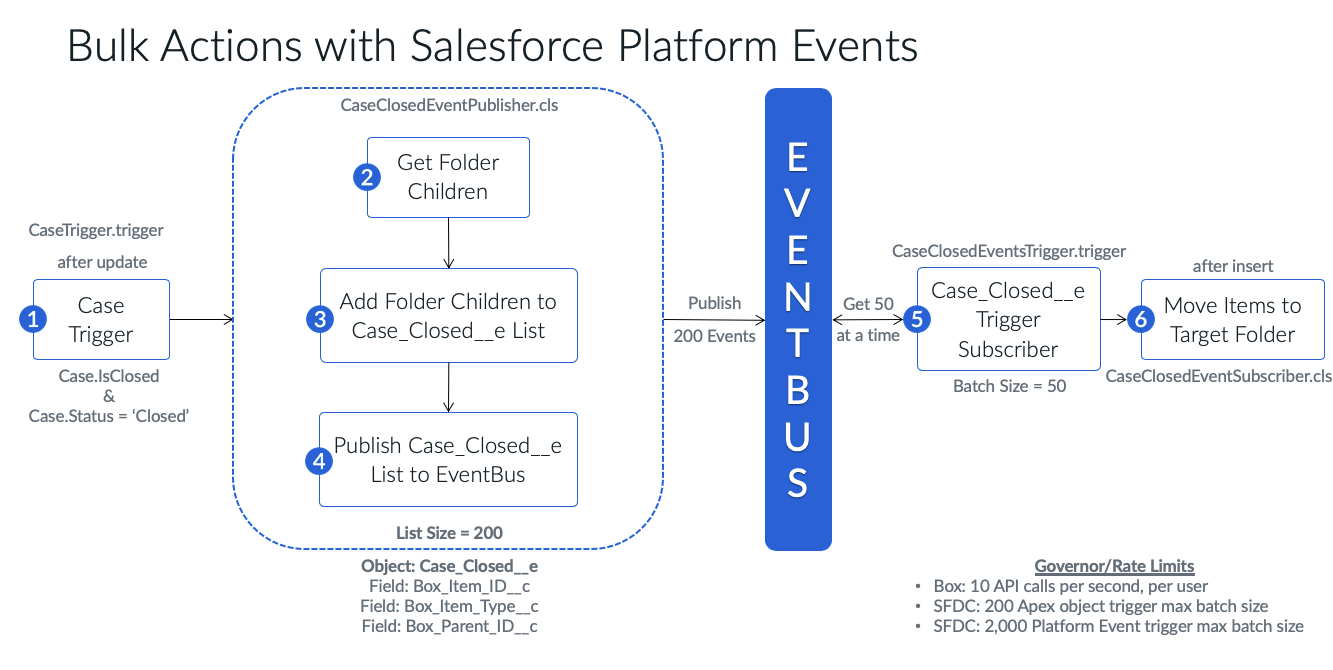 Bulk Actions with Salesforce Platform Events
CaseClosedEventPublisher.cls
2
Get Folder
Children
CaseTrigger.trigger
after update
1
Case
Trigger
Case.IsClosed
&
Case.Status = ‘Closed’
3
Add Folder Children to
Case_Closed__e List
4
Publish Case_Closed__e
List to EventBus
List Size = 200
Object: Case_Closed__e
Field: Box_Item_ID__c
Field: Box_Item_Type__c
Field: Box_Parent_ID__c
Publish
200 Events
E
V
E
N
T
B
U
S
Get 50
at a time
CaseClosedEventsTrigger.trigger
5
Case_Closed__e
Trigger
Subscriber
Batch Size = 50
after insert
6
Move Items to
Target Folder
CaseClosedEventSubscriber.cls
Governor/Rate Limits
• Box: 10 API calls per second, per user
• SFDC: 200 Apex object trigger max batch size
• SFDC: 2,000 Platform Event trigger max batch size